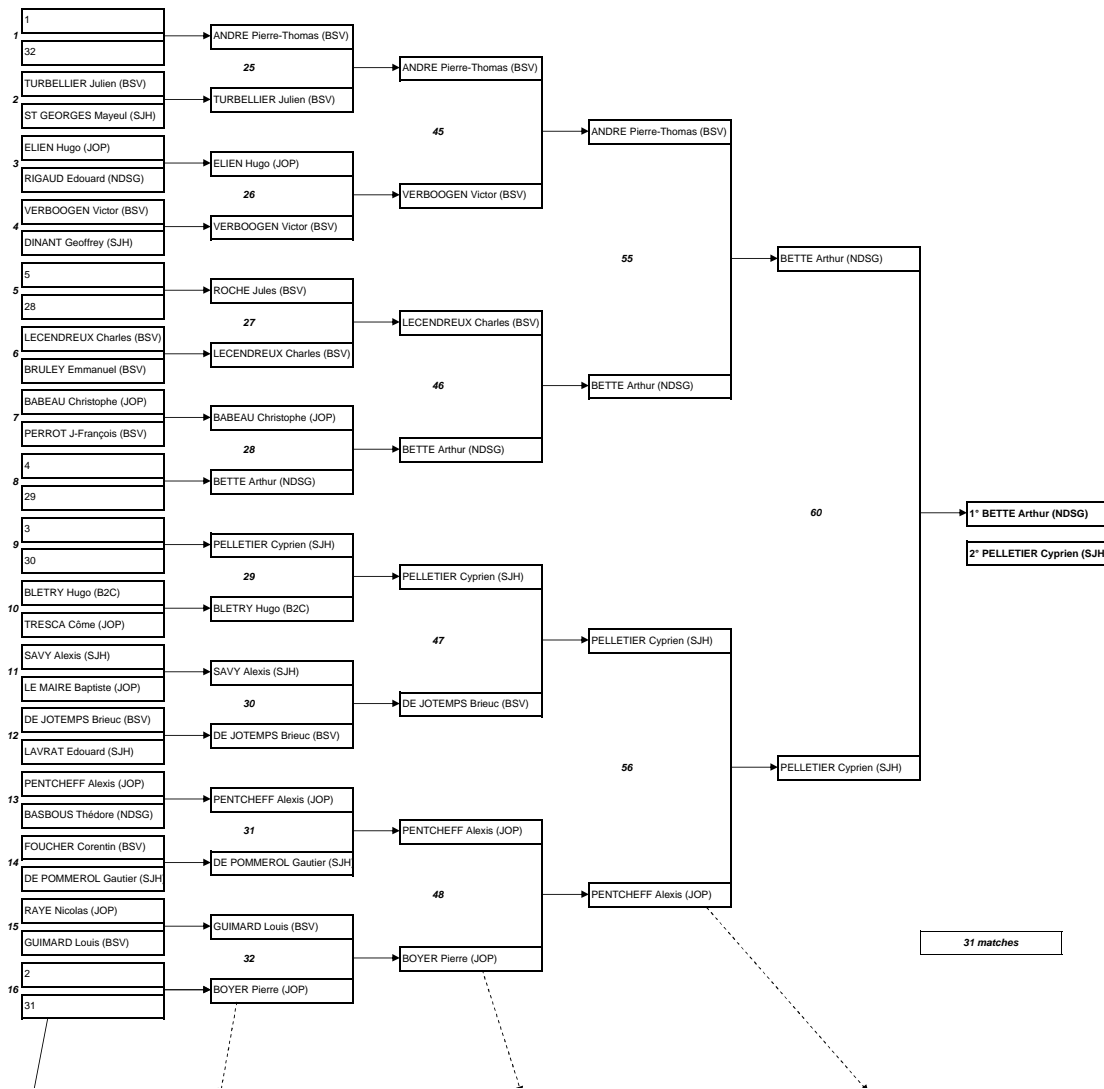 1
1
32
TURBELLIER Julien (BSV)
2
ST GEORGES Mayeul (SJH)
ELIEN Hugo (JOP)
3
RIGAUD Edouard (NDSG)
VERBOOGEN Victor (BSV)
4
DINANT Geoffrey (SJH)
5
5
28
LECENDREUX Charles (BSV)
6
BRULEY Emmanuel (BSV)
BABEAU Christophe (JOP)
7
PERROT J-François (BSV)
4
8
29
3
9
30
BLETRY Hugo (B2C)
10
TRESCA Côme (JOP)
SAVY Alexis (SJH)
11
LE MAIRE Baptiste (JOP)
DE JOTEMPS Brieuc (BSV)
12
LAVRAT Edouard (SJH)
PENTCHEFF Alexis (JOP)
13
BASBOUS Thédore (NDSG)
FOUCHER Corentin (BSV)
14
DE POMMEROL Gautier (SJH
RAYE Nicolas (JOP)
15
GUIMARD Louis (BSV)
2
16
31
ANDRE Pierre-Thomas (BSV)
25
TURBELLIER Julien (BSV)
ELIEN Hugo (JOP)
26
VERBOOGEN Victor (BSV)
ROCHE Jules (BSV)
27
LECENDREUX Charles (BSV)
BABEAU Christophe (JOP)
28
BETTE Arthur (NDSG)
PELLETIER Cyprien (SJH)
29
BLETRY Hugo (B2C)
SAVY Alexis (SJH)
30
DE JOTEMPS Brieuc (BSV)
PENTCHEFF Alexis (JOP)
31
DE POMMEROL Gautier (SJH
GUIMARD Louis (BSV)
32
BOYER Pierre (JOP)
ANDRE Pierre-Thomas (BSV)
45
VERBOOGEN Victor (BSV)
LECENDREUX Charles (BSV)
46
BETTE Arthur (NDSG)
PELLETIER Cyprien (SJH)
47
DE JOTEMPS Brieuc (BSV)
PENTCHEFF Alexis (JOP)
48
BOYER Pierre (JOP)
ANDRE Pierre-Thomas (BSV)
55
BETTE Arthur (NDSG)
PELLETIER Cyprien (SJH)
56
PENTCHEFF Alexis (JOP)
BETTE Arthur (NDSG)
60
PELLETIER Cyprien (SJH)
1° BETTE Arthur (NDSG)
2° PELLETIER Cyprien (SJH
31 matches